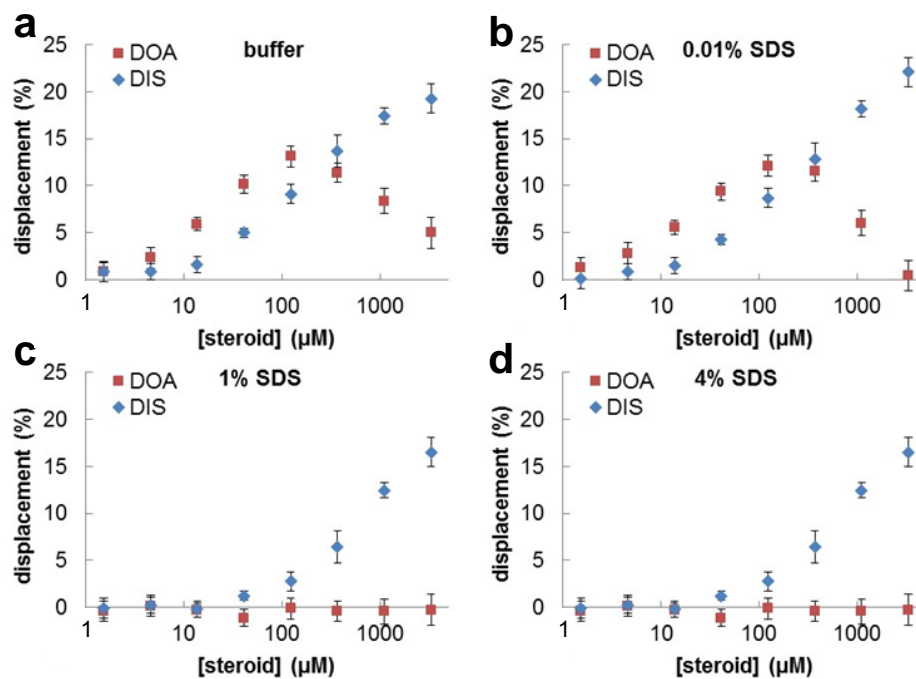 a
buffer
DOA
DIS
displacement (%)
25
20
15
10
5
0
1
10
100
1000
[steroid] (µM)
b
0.01% SDS
DOA
DIS
displacement (%)
25
20
15
10
5
0
1
10
100
1000
[steroid] (µM)
c
1% SDS
DOA
DIS
displacement (%)
25
20
15
10
5
0
1
10
100
1000
[steroid] (µM)
d
4% SDS
DOA
DIS
displacement (%)
25
20
15
10
5
0
1
10
100
1000
[steroid] (µM)